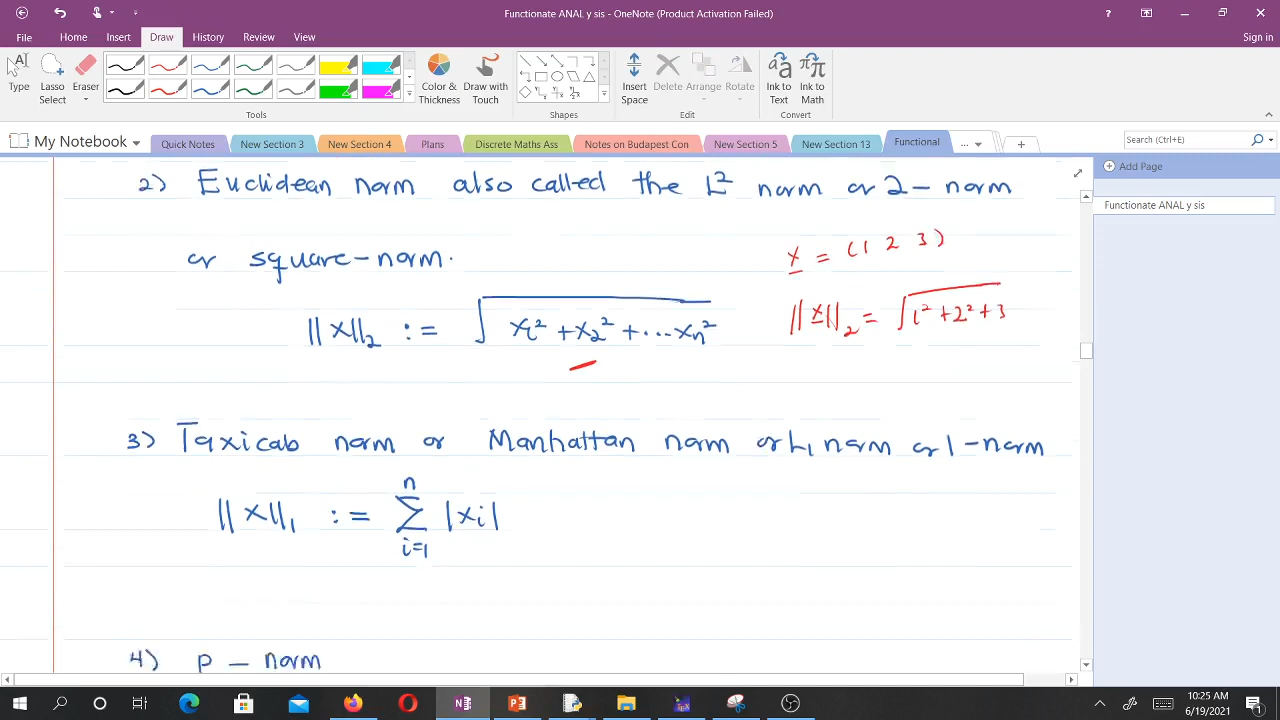 Functionate ANAL y sis - OneNote (Product Activation Failed)
File Home Insert Draw History Review View Sign in
Type Lasso Select Eraser Color & Thickness Draw with Touch Insert Space Delete Arrange Rotate Ink to Text Ink to Math
Tools Shapes Edit Convert
My Notebook Quick Notes New Section 3 New Section 4 Plans Discrete Maths Ass Notes on Budapest Con New Section 5 New Section 13 Functional ... Search (Ctrl+E)
Add Page
Functionate ANAL y sis
2) Euclidean norm also called the L² norm or 2 - norm
or square-norm.
x = (1 2 3)
||x||₂ := √x₁² + x₂² + ... xn²
||x||₂ = √1² + 2² + 3
3) Taxicab norm or Manhattan norm or L₁ norm or 1 - norm
||x||₁ := ∑ i=1 n |xi|
4) p - norm
10:25 AM
6/19/2021